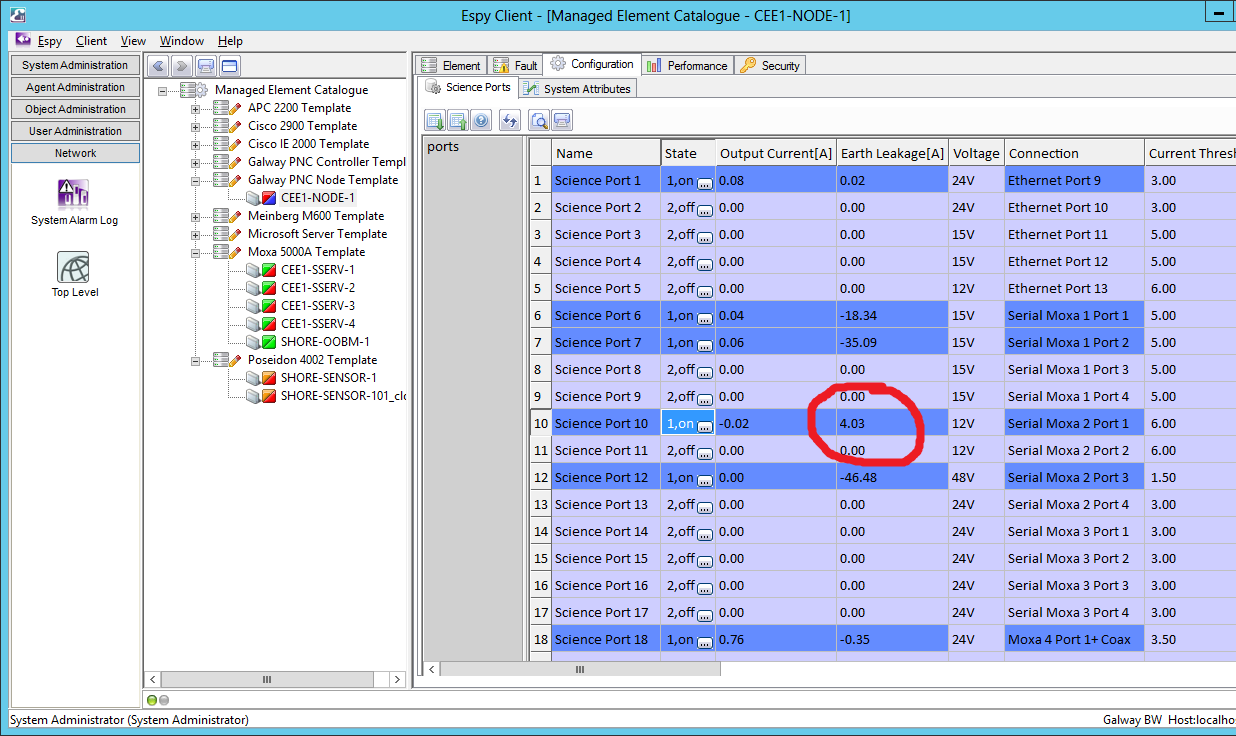 Espy Client - [Managed Element Catalogue - CEE1-NODE-1]
Espy Client View Window Help
System Administration
Agent Administration
Object Administration
User Administration
Network
System Alarm Log
Top Level
Managed Element Catalogue
APC 2200 Template
Cisco 2900 Template
Cisco IE 2000 Template
Galway PNC Controller Templ
Galway PNC Node Template
CEE1-NODE-1
Meinberg M600 Template
Microsoft Server Template
Moxa 5000A Template
CEE1-SSERV-1
CEE1-SSERV-2
CEE1-SSERV-3
CEE1-SSERV-4
SHORE-OOBM-1
Poseidon 4002 Template
SHORE-SENSOR-1
SHORE-SENSOR-101_clo
Element Fault Configuration Performance Security
Science Ports System Attributes
ports
Name State Output Current[A] Earth Leakage[A] Voltage Connection Current Thresh
1 Science Port 1 1,on ... 0.08 0.02 24V Ethernet Port 9 3.00
2 Science Port 2 2,off ... 0.00 0.00 24V Ethernet Port 10 3.00
3 Science Port 3 2,off ... 0.00 0.00 15V Ethernet Port 11 5.00
4 Science Port 4 2,off ... 0.00 0.00 15V Ethernet Port 12 5.00
5 Science Port 5 2,off ... 0.00 0.00 12V Ethernet Port 13 6.00
6 Science Port 6 1,on ... 0.04 -18.34 15V Serial Moxa 1 Port 1 5.00
7 Science Port 7 1,on ... 0.06 -35.09 15V Serial Moxa 1 Port 2 5.00
8 Science Port 8 2,off ... 0.00 0.00 15V Serial Moxa 1 Port 3 5.00
9 Science Port 9 2,off ... 0.00 0.00 15V Serial Moxa 1 Port 4 5.00
10 Science Port 10 1,on ... -0.02 4.03 12V Serial Moxa 2 Port 1 6.00
11 Science Port 11 2,off ... 0.00 0.00 12V Serial Moxa 2 Port 2 6.00
12 Science Port 12 1,on ... 0.00 -46.48 48V Serial Moxa 2 Port 3 1.50
13 Science Port 13 2,off ... 0.00 0.00 24V Serial Moxa 2 Port 4 3.00
14 Science Port 14 2,off ... 0.00 0.00 24V Serial Moxa 3 Port 1 3.00
15 Science Port 15 2,off ... 0.00 0.00 24V Serial Moxa 3 Port 2 3.00
16 Science Port 16 2,off ... 0.00 0.00 24V Serial Moxa 3 Port 3 3.00
17 Science Port 17 2,off ... 0.00 0.00 24V Serial Moxa 3 Port 4 3.00
18 Science Port 18 1,on ... 0.76 -0.35 24V Moxa 4 Port 1+ Coax 3.50
System Administrator (System Administrator)
Galway BW Host:localho